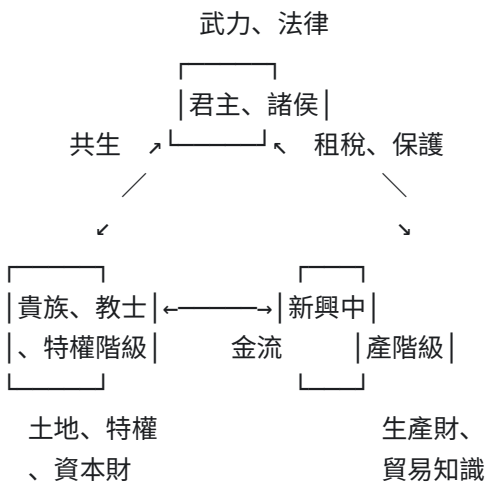 武力、法律
君主、諸侯
共生
租稅、保護
貴族、教士
、特權階級
金流
新興中
產階級
土地、特權
、資本財
生產財、
貿易知識